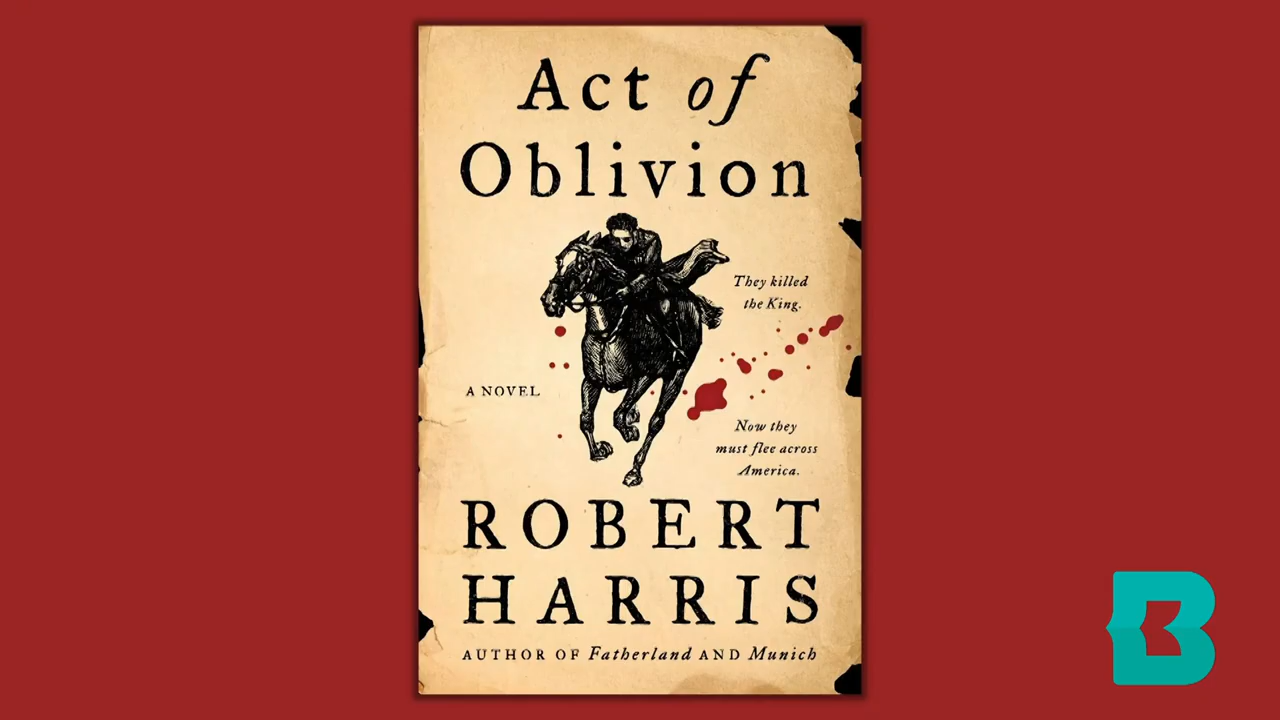 Act of
Oblivion
They killed
the King.
A NOVEL
Now they
must flee across
America.
ROBERT
HARRIS
AUTHOR OF Fatherland AND Munich
B